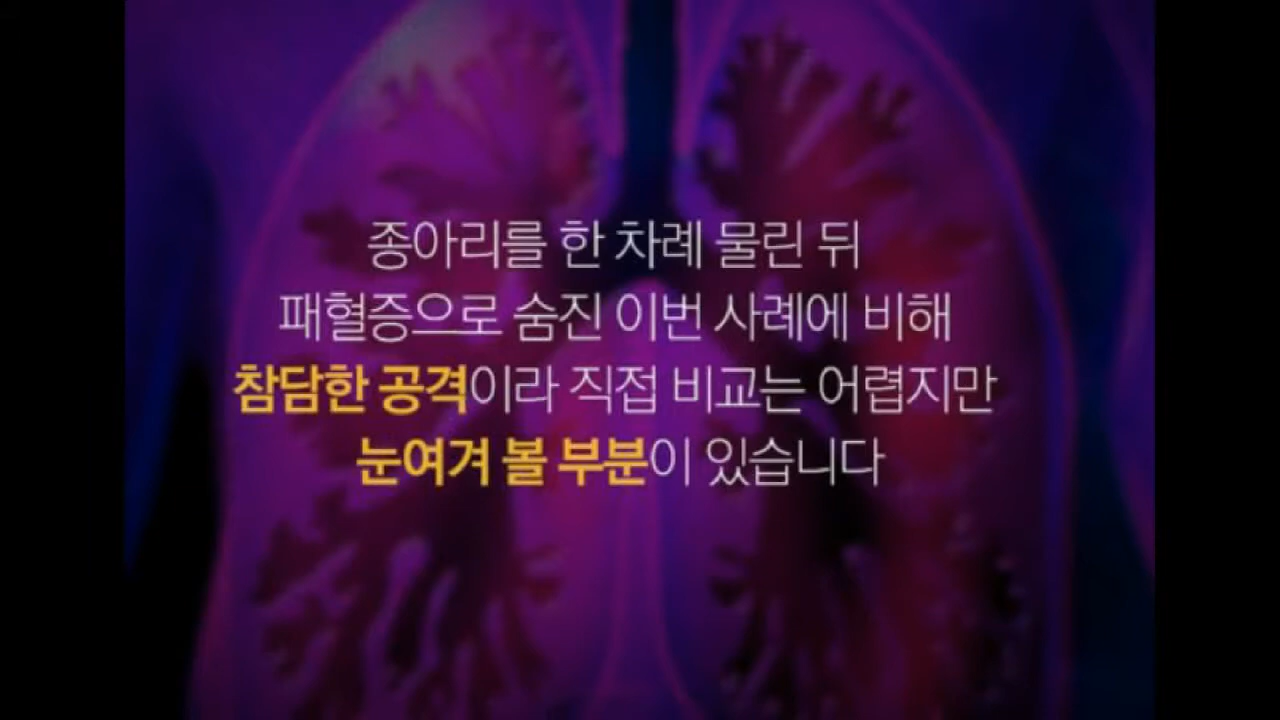 종아리를 한 차례 물린 뒤
패혈증으로 숨진 이번 사례에 비해
참담한 공격이라 직접 비교는 어렵지만
눈여겨 볼 부분이 있습니다